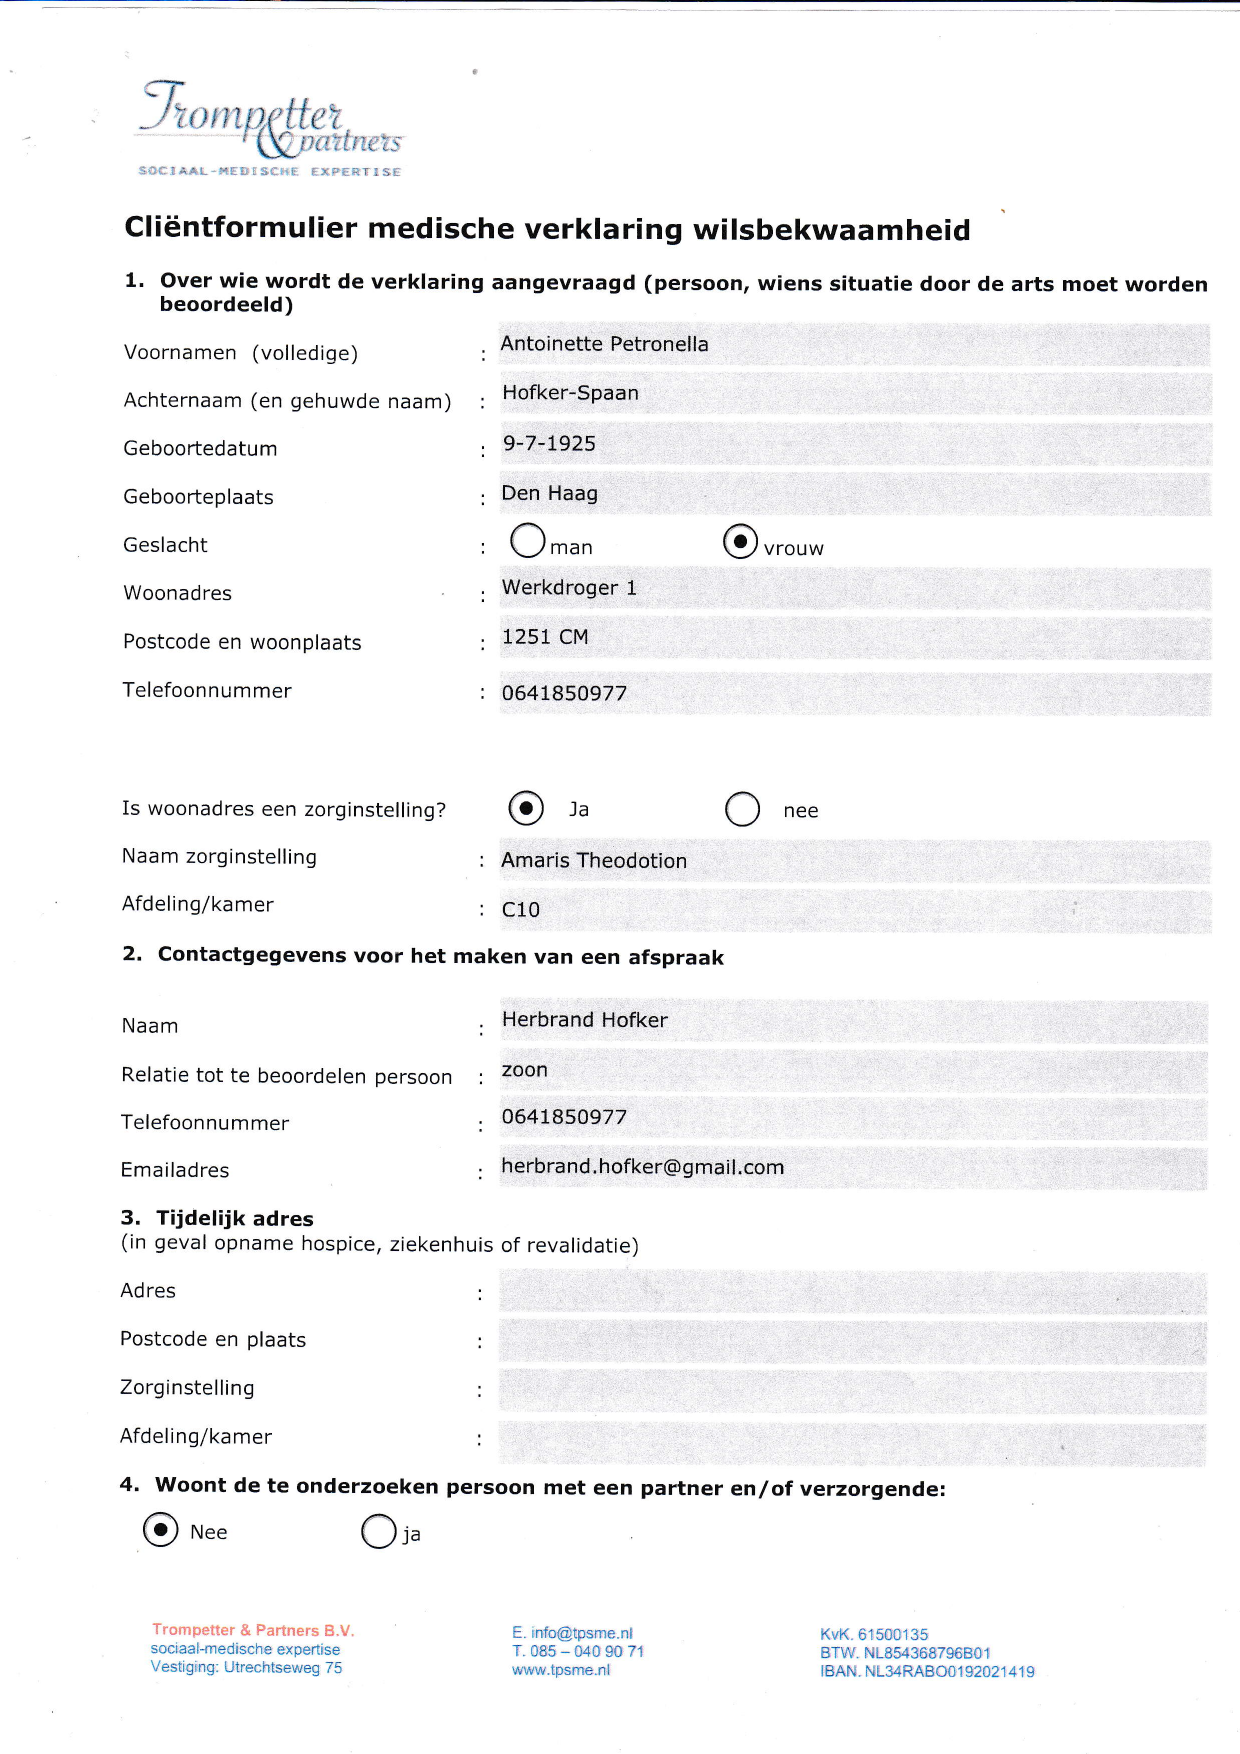 Trompetter
& partners
SOCIAAL-MEDISCHE EXPERTISE
Cliëntformulier medische verklaring wilsbekwaamheid
1. Over wie wordt de verklaring aangevraagd (persoon, wiens situatie door de arts moet worden
beoordeeld)
Voornamen (volledige) : Antoinette Petronella
Achternaam (en gehuwde naam) : Hofker-Spaan
Geboortedatum : 9-7-1925
Geboorteplaats : Den Haag
Geslacht : man vrouw
Woonadres : Werkdroger 1
Postcode en woonplaats : 1251 CM
Telefoonnummer : 0641850977
Is woonadres een zorginstelling? Ja nee
Naam zorginstelling : Amaris Theodotion
Afdeling/kamer : C10
2. Contactgegevens voor het maken van een afspraak
Naam : Herbrand Hofker
Relatie tot te beoordelen persoon : zoon
Telefoonnummer : 0641850977
Emailadres : herbrand.hofker@gmail.com
3. Tijdelijk adres
(in geval opname hospice, ziekenhuis of revalidatie)
Adres :
Postcode en plaats :
Zorginstelling :
Afdeling/kamer :
4. Woont de te onderzoeken persoon met een partner en/of verzorgende:
Nee ja
Trompetter & Partners B.V.
sociaal-medische expertise
Vestiging: Utrechtseweg 75
E. info@tpsme.nl
T. 085 – 040 90 71
www.tpsme.nl
KvK. 61500135
BTW. NL854368796B01
IBAN. NL34RABO0192021419